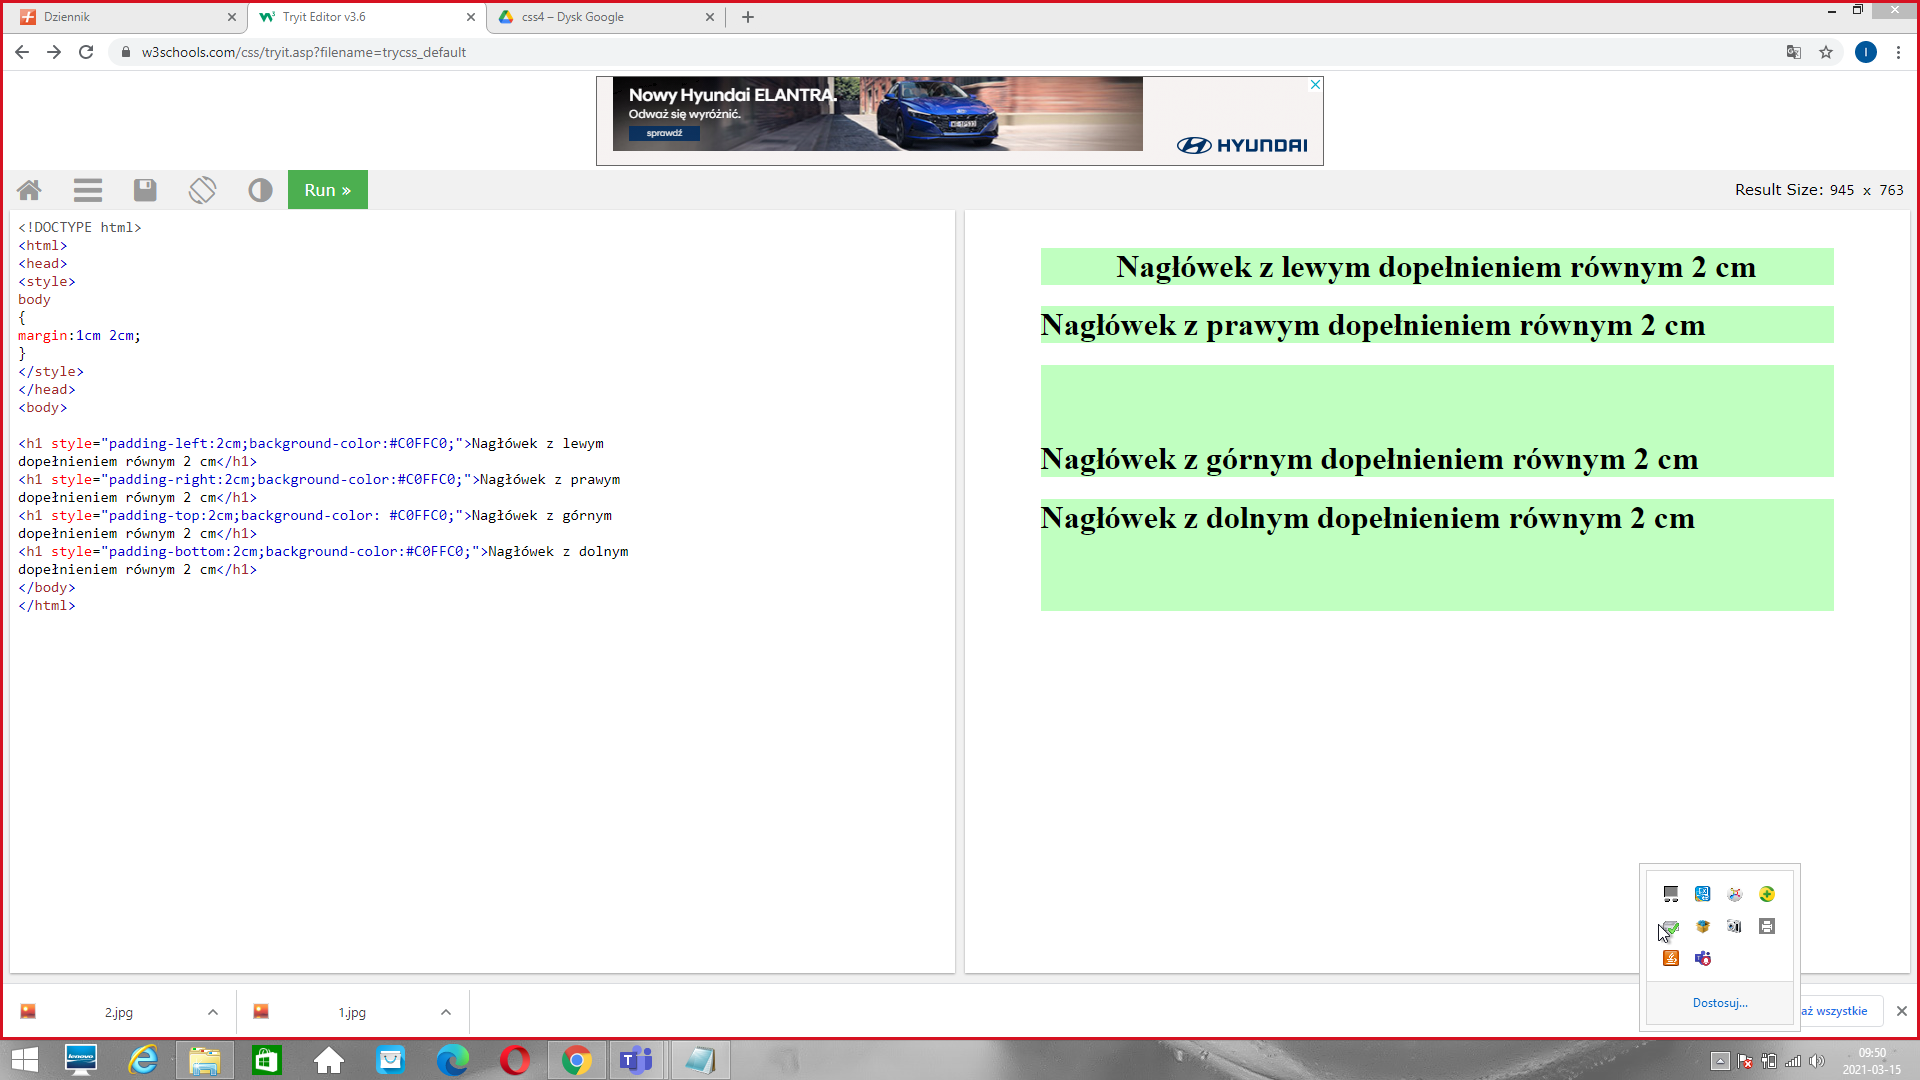 Dziennik
Tryit Editor v3.6
css4 – Dysk Google
w3schools.com/css/tryit.asp?filename=trycss_default
I
Nowy Hyundai ELANTRA.
Odważ się wyróżnić.
sprawdź
HYUNDAI
Run »
Result Size: 945 x 763
<!DOCTYPE html>
<html>
<head>
<style>
body
{
margin:1cm 2cm;
}
</style>
</head>
<body>
<h1 style="padding-left:2cm;background-color:#C0FFC0;">Nagłówek z lewym
dopełnieniem równym 2 cm</h1>
<h1 style="padding-right:2cm;background-color:#C0FFC0;">Nagłówek z prawym
dopełnieniem równym 2 cm</h1>
<h1 style="padding-top:2cm;background-color: #C0FFC0;">Nagłówek z górnym
dopełnieniem równym 2 cm</h1>
<h1 style="padding-bottom:2cm;background-color:#C0FFC0;">Nagłówek z dolnym
dopełnieniem równym 2 cm</h1>
</body>
</html>
Nagłówek z lewym dopełnieniem równym 2 cm
Nagłówek z prawym dopełnieniem równym 2 cm
Nagłówek z górnym dopełnieniem równym 2 cm
Nagłówek z dolnym dopełnieniem równym 2 cm
Dostosuj...
2.jpg
1.jpg
aż wszystkie
lenovo
09:50
2021-03-15